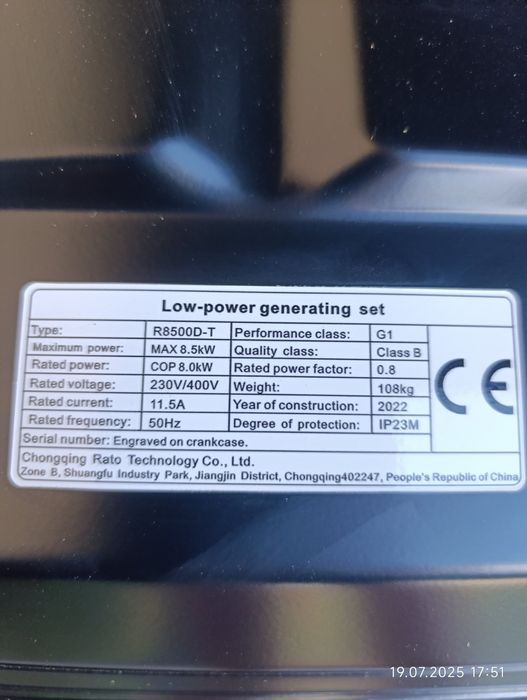 Low-power generating set
Type: R8500D-T Performance class: G1
Maximum power: MAX 8.5kW Quality class: Class B
Rated power: COP 8.0kW Rated power factor: 0.8
Rated voltage: 230V/400V Weight: 108kg
Rated current: 11.5A Year of construction: 2022
Rated frequency: 50Hz Degree of protection: IP23M
CE
Serial number: Engraved on crankcase.
Chongqing Rato Technology Co., Ltd.
Zone B, Shuangfu Industry Park, Jiangjin District, Chongqing402247, People's Republic of China
19.07.2025 17:51